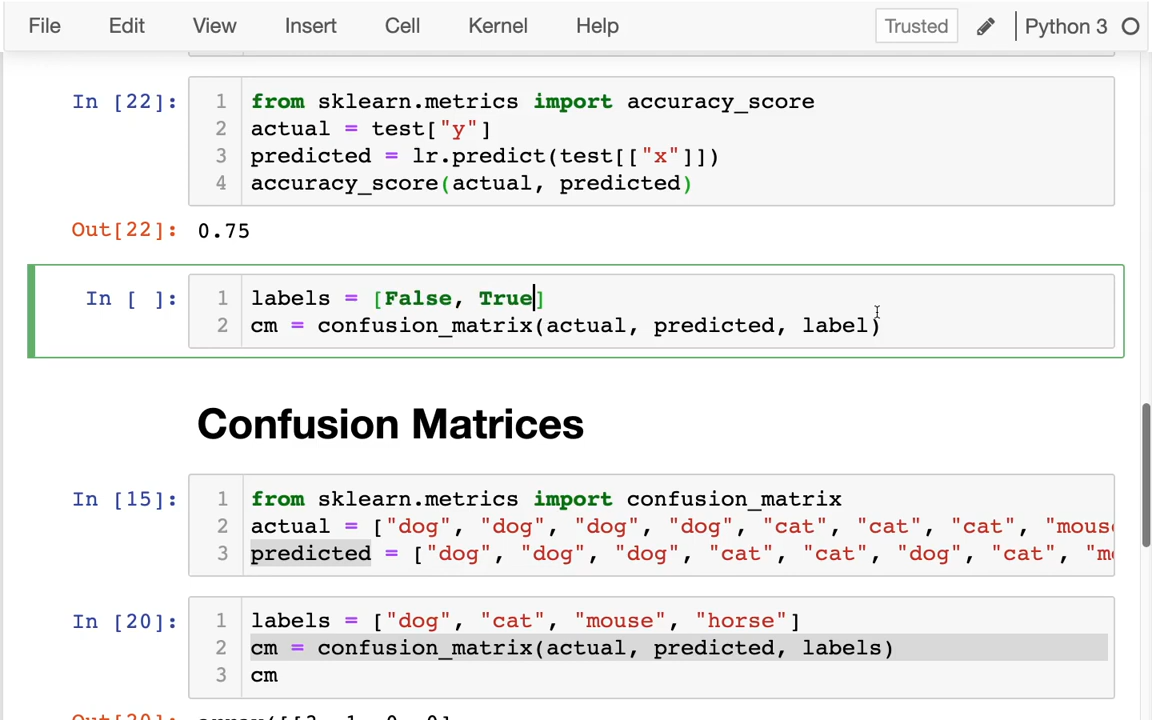 File Edit View Insert Cell Kernel Help Trusted Python 3
In [22]: 1 from sklearn.metrics import accuracy_score
2 actual = test["y"]
3 predicted = lr.predict(test[["x"]])
4 accuracy_score(actual, predicted)
Out[22]: 0.75
In [ ]: 1 labels = [False, True]
2 cm = confusion_matrix(actual, predicted, label)
Confusion Matrices
In [15]: 1 from sklearn.metrics import confusion_matrix
2 actual = ["dog", "dog", "dog", "dog", "cat", "cat", "cat", "mous
3 predicted = ["dog", "dog", "dog", "cat", "cat", "dog", "cat", "m
In [20]: 1 labels = ["dog", "cat", "mouse", "horse"]
2 cm = confusion_matrix(actual, predicted, labels)
3 cm